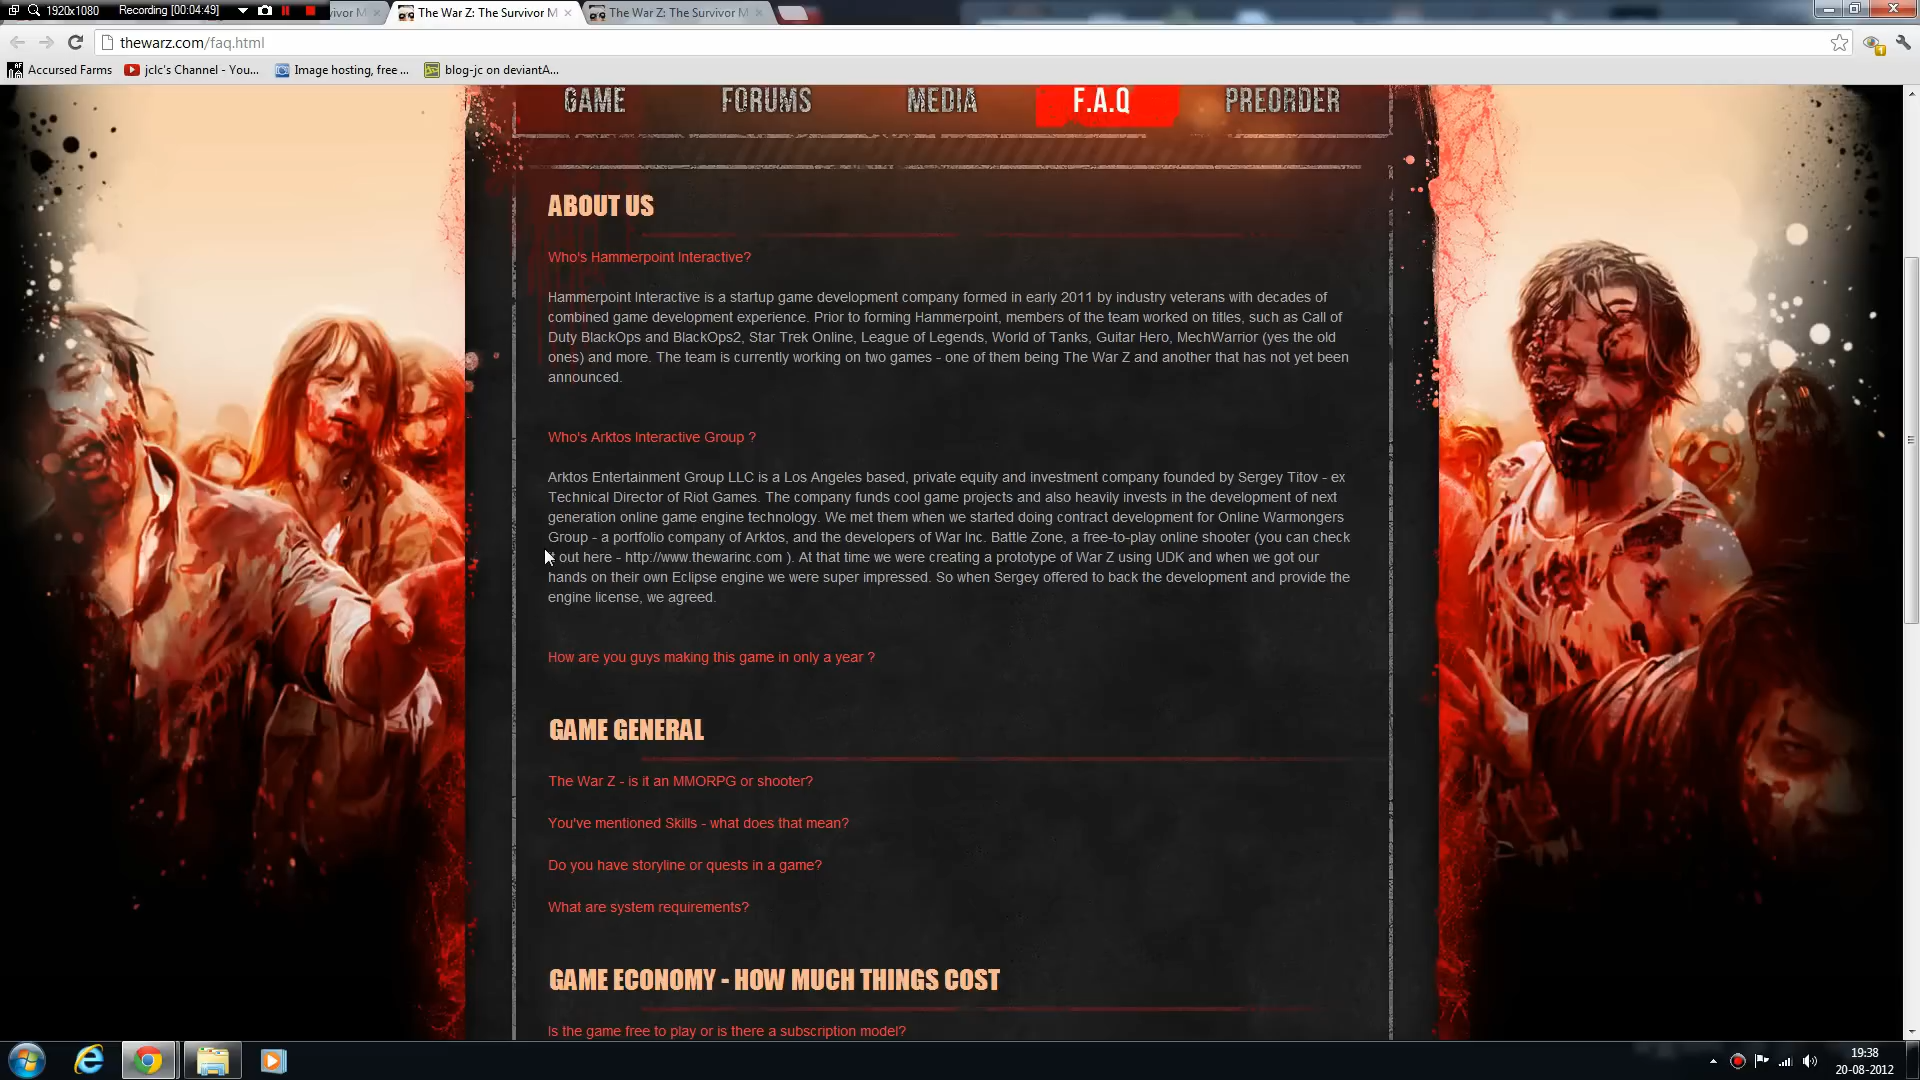 1920x1080 Recording [00:04:49]
vivor M
The War Z: The Survivor M
The War Z: The Survivor M
thewarz.com/faq.html
Accursed Farms
jclc's Channel - You...
Image hosting, free ...
blog-jc on deviantA...
GAME
FORUMS
MEDIA
F.A.Q
PREORDER
ABOUT US
Who's Hammerpoint Interactive?
Hammerpoint Interactive is a startup game development company formed in early 2011 by industry veterans with decades of
combined game development experience. Prior to forming Hammerpoint, members of the team worked on titles, such as Call of
Duty BlackOps and BlackOps2, Star Trek Online, League of Legends, World of Tanks, Guitar Hero, MechWarrior (yes the old
ones) and more. The team is currently working on two games - one of them being The War Z and another that has not yet been
announced.
Who's Arktos Interactive Group ?
Arktos Entertainment Group LLC is a Los Angeles based, private equity and investment company founded by Sergey Titov - ex
Technical Director of Riot Games. The company funds cool game projects and also heavily invests in the development of next
generation online game engine technology. We met them when we started doing contract development for Online Warmongers
Group - a portfolio company of Arktos, and the developers of War Inc. Battle Zone, a free-to-play online shooter (you can check
t out here - http://www.thewarinc.com ). At that time we were creating a prototype of War Z using UDK and when we got our
hands on their own Eclipse engine we were super impressed. So when Sergey offered to back the development and provide the
engine license, we agreed.
How are you guys making this game in only a year ?
GAME GENERAL
The War Z - is it an MMORPG or shooter?
You've mentioned Skills - what does that mean?
Do you have storyline or quests in a game?
What are system requirements?
GAME ECONOMY - HOW MUCH THINGS COST
Is the game free to play or is there a subscription model?
19:38
20-08-2012